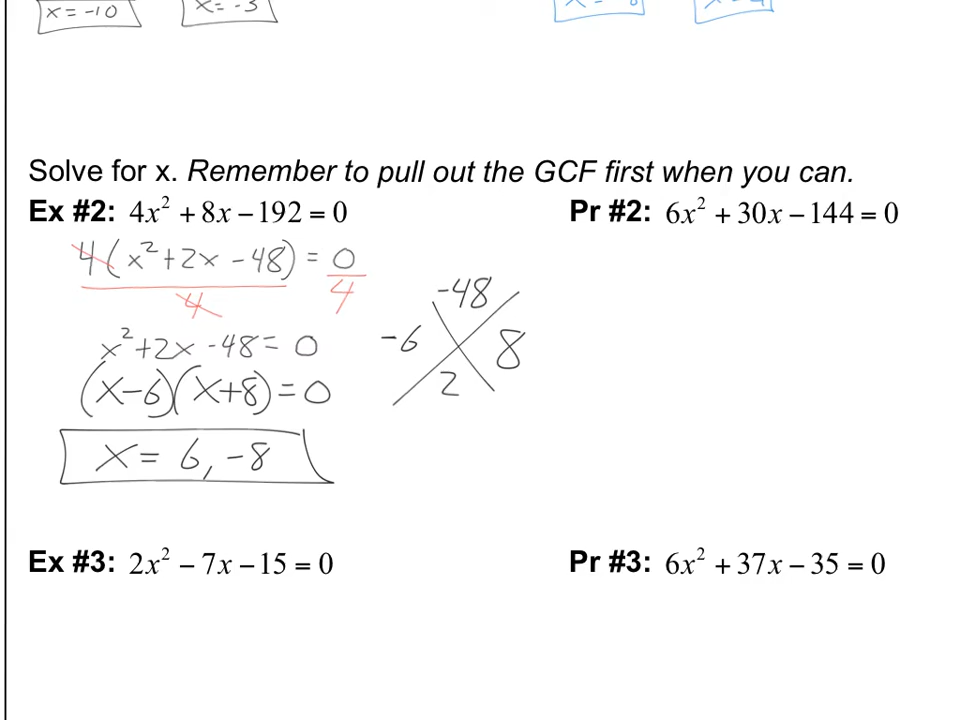 x = -10 x = -3
Solve for x. Remember to pull out the GCF first when you can.
Ex #2: 4x² + 8x − 192 = 0 Pr #2: 6x² + 30x − 144 = 0
4(x² + 2x - 48) = 0
4 4
-48
-6 8
2
x² + 2x - 48 = 0
(x - 6)(x + 8) = 0
x = 6, -8
Ex #3: 2x² − 7x − 15 = 0 Pr #3: 6x² + 37x − 35 = 0